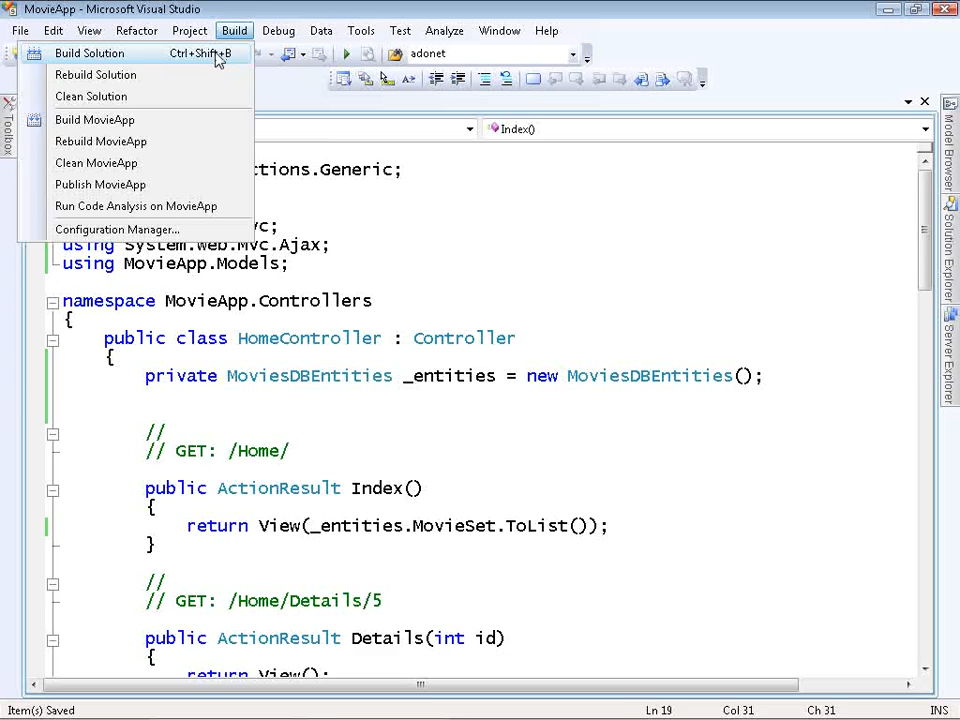 MovieApp - Microsoft Visual Studio
File Edit View Refactor Project Build Debug Data Tools Test Analyze Window Help
Build Solution Ctrl+Shift+B
adonet
Rebuild Solution
Clean Solution
Build MovieApp
Rebuild MovieApp
Clean MovieApp
Publish MovieApp
Run Code Analysis on MovieApp
Configuration Manager...
Toolbox
Index()
Model Browser
Solution Explorer
Server Explorer
ctions.Generic;
vc;
using System.Web.Mvc.Ajax;
using MovieApp.Models;
namespace MovieApp.Controllers
{
public class HomeController : Controller
{
private MoviesDBEntities _entities = new MoviesDBEntities();
//
// GET: /Home/
public ActionResult Index()
{
return View(_entities.MovieSet.ToList());
}
//
// GET: /Home/Details/5
public ActionResult Details(int id)
{
return View();
Item(s) Saved Ln 19 Col 31 Ch 31 INS